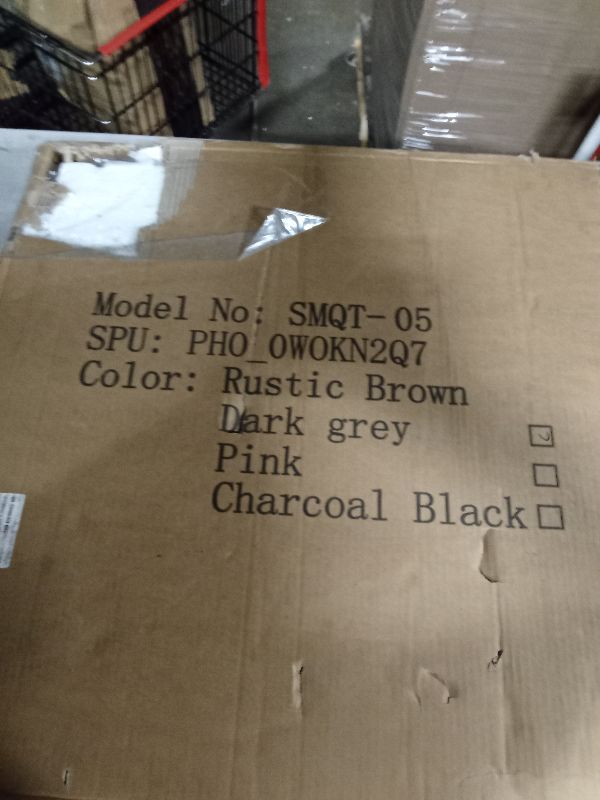 Model No: SMQT-05
SPU: PHO_0WOKN2Q7
Color: Rustic Brown
Dark grey
Pink
Charcoal Black